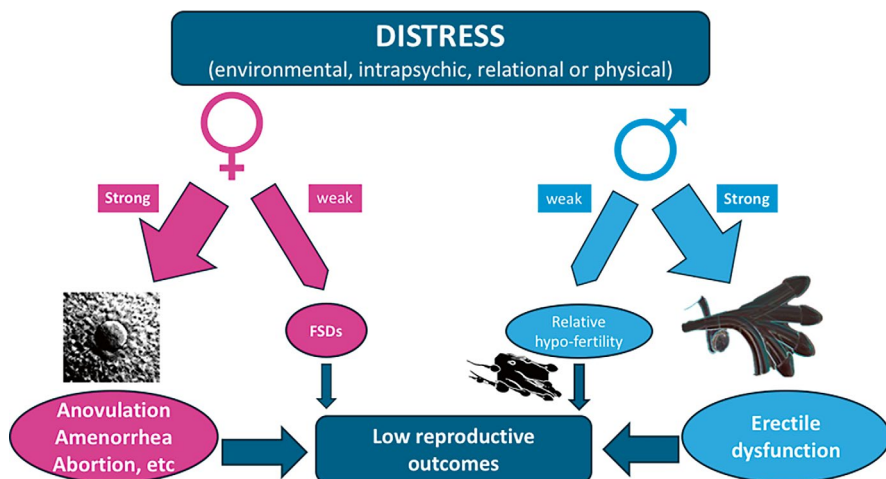 DISTRESS
(environmental, intrapsychic, relational or physical)
Strong
weak
weak
Strong
FSDs
Relative
hypo-fertility
Anovulation
Amenorrhea
Abortion, etc
Low reproductive
outcomes
Erectile
dysfunction